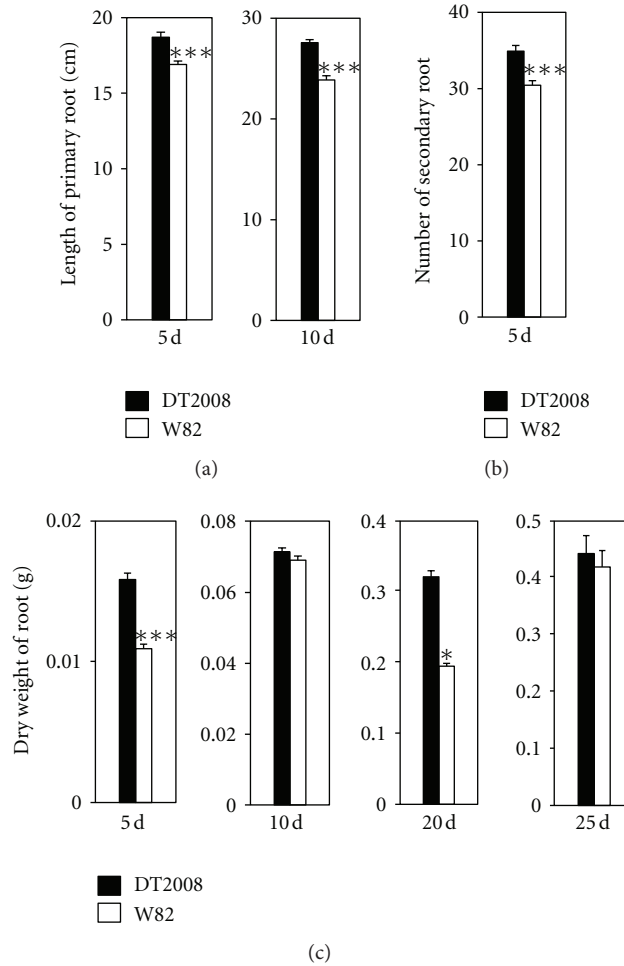 Length of primary root (cm)
20
15
10
5
0
***
5 d
30
20
10
0
***
10 d
DT2008
W82
(a)
Number of secondary root
40
30
20
10
0
***
5 d
DT2008
W82
(b)
Dry weight of root (g)
0.02
0.01
0
***
5 d
0.08
0.06
0.04
0.02
0
10 d
0.4
0.3
0.2
0.1
0
*
20 d
0.5
0.4
0.3
0.2
0.1
0
25 d
DT2008
W82
(c)